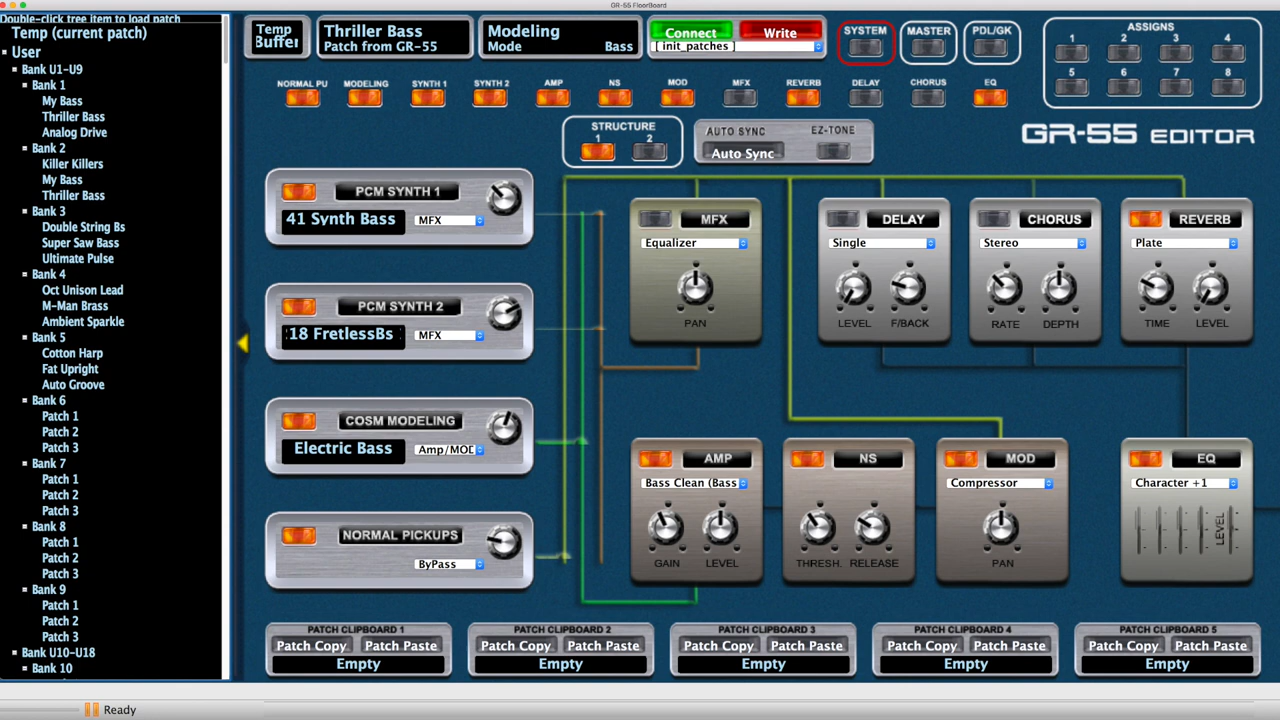 GR-55 FloorBoard
Double-click tree item to load patch
Temp (current patch)
User
Bank U1-U9
Bank 1
My Bass
Thriller Bass
Analog Drive
Bank 2
Killer Killers
My Bass
Thriller Bass
Bank 3
Double String Bs
Super Saw Bass
Ultimate Pulse
Bank 4
Oct Unison Lead
M-Man Brass
Ambient Sparkle
Bank 5
Cotton Harp
Fat Upright
Auto Groove
Bank 6
Patch 1
Patch 2
Patch 3
Bank 7
Patch 1
Patch 2
Patch 3
Bank 8
Patch 1
Patch 2
Patch 3
Bank 9
Patch 1
Patch 2
Patch 3
Bank U10-U18
Bank 10
Temp Buffer
Thriller Bass
Patch from GR-55
Modeling
Mode Bass
Connect Write
[ init_patches ]
SYSTEM MASTER PDL/GK
ASSIGNS
1 2 3 4
5 6 7 8
NORMAL PU MODELING SYNTH 1 SYNTH 2 AMP NS MOD MFX REVERB DELAY CHORUS EQ
STRUCTURE
1 2
AUTO SYNC EZ-TONE
Auto Sync
GR-55 EDITOR
PCM SYNTH 1
41 Synth Bass MFX
PCM SYNTH 2
18 FretlessBs MFX
COSM MODELING
Electric Bass Amp/MOD
NORMAL PICKUPS
ByPass
MFX
Equalizer
PAN
DELAY
Single
LEVEL F/BACK
CHORUS
Stereo
RATE DEPTH
REVERB
Plate
TIME LEVEL
AMP
Bass Clean (Bass
GAIN LEVEL
NS
THRESH. RELEASE
MOD
Compressor
PAN
EQ
Character +1
LEVEL
PATCH CLIPBOARD 1
Patch Copy Patch Paste
Empty
PATCH CLIPBOARD 2
Patch Copy Patch Paste
Empty
PATCH CLIPBOARD 3
Patch Copy Patch Paste
Empty
PATCH CLIPBOARD 4
Patch Copy Patch Paste
Empty
PATCH CLIPBOARD 5
Patch Copy Patch Paste
Empty
Ready